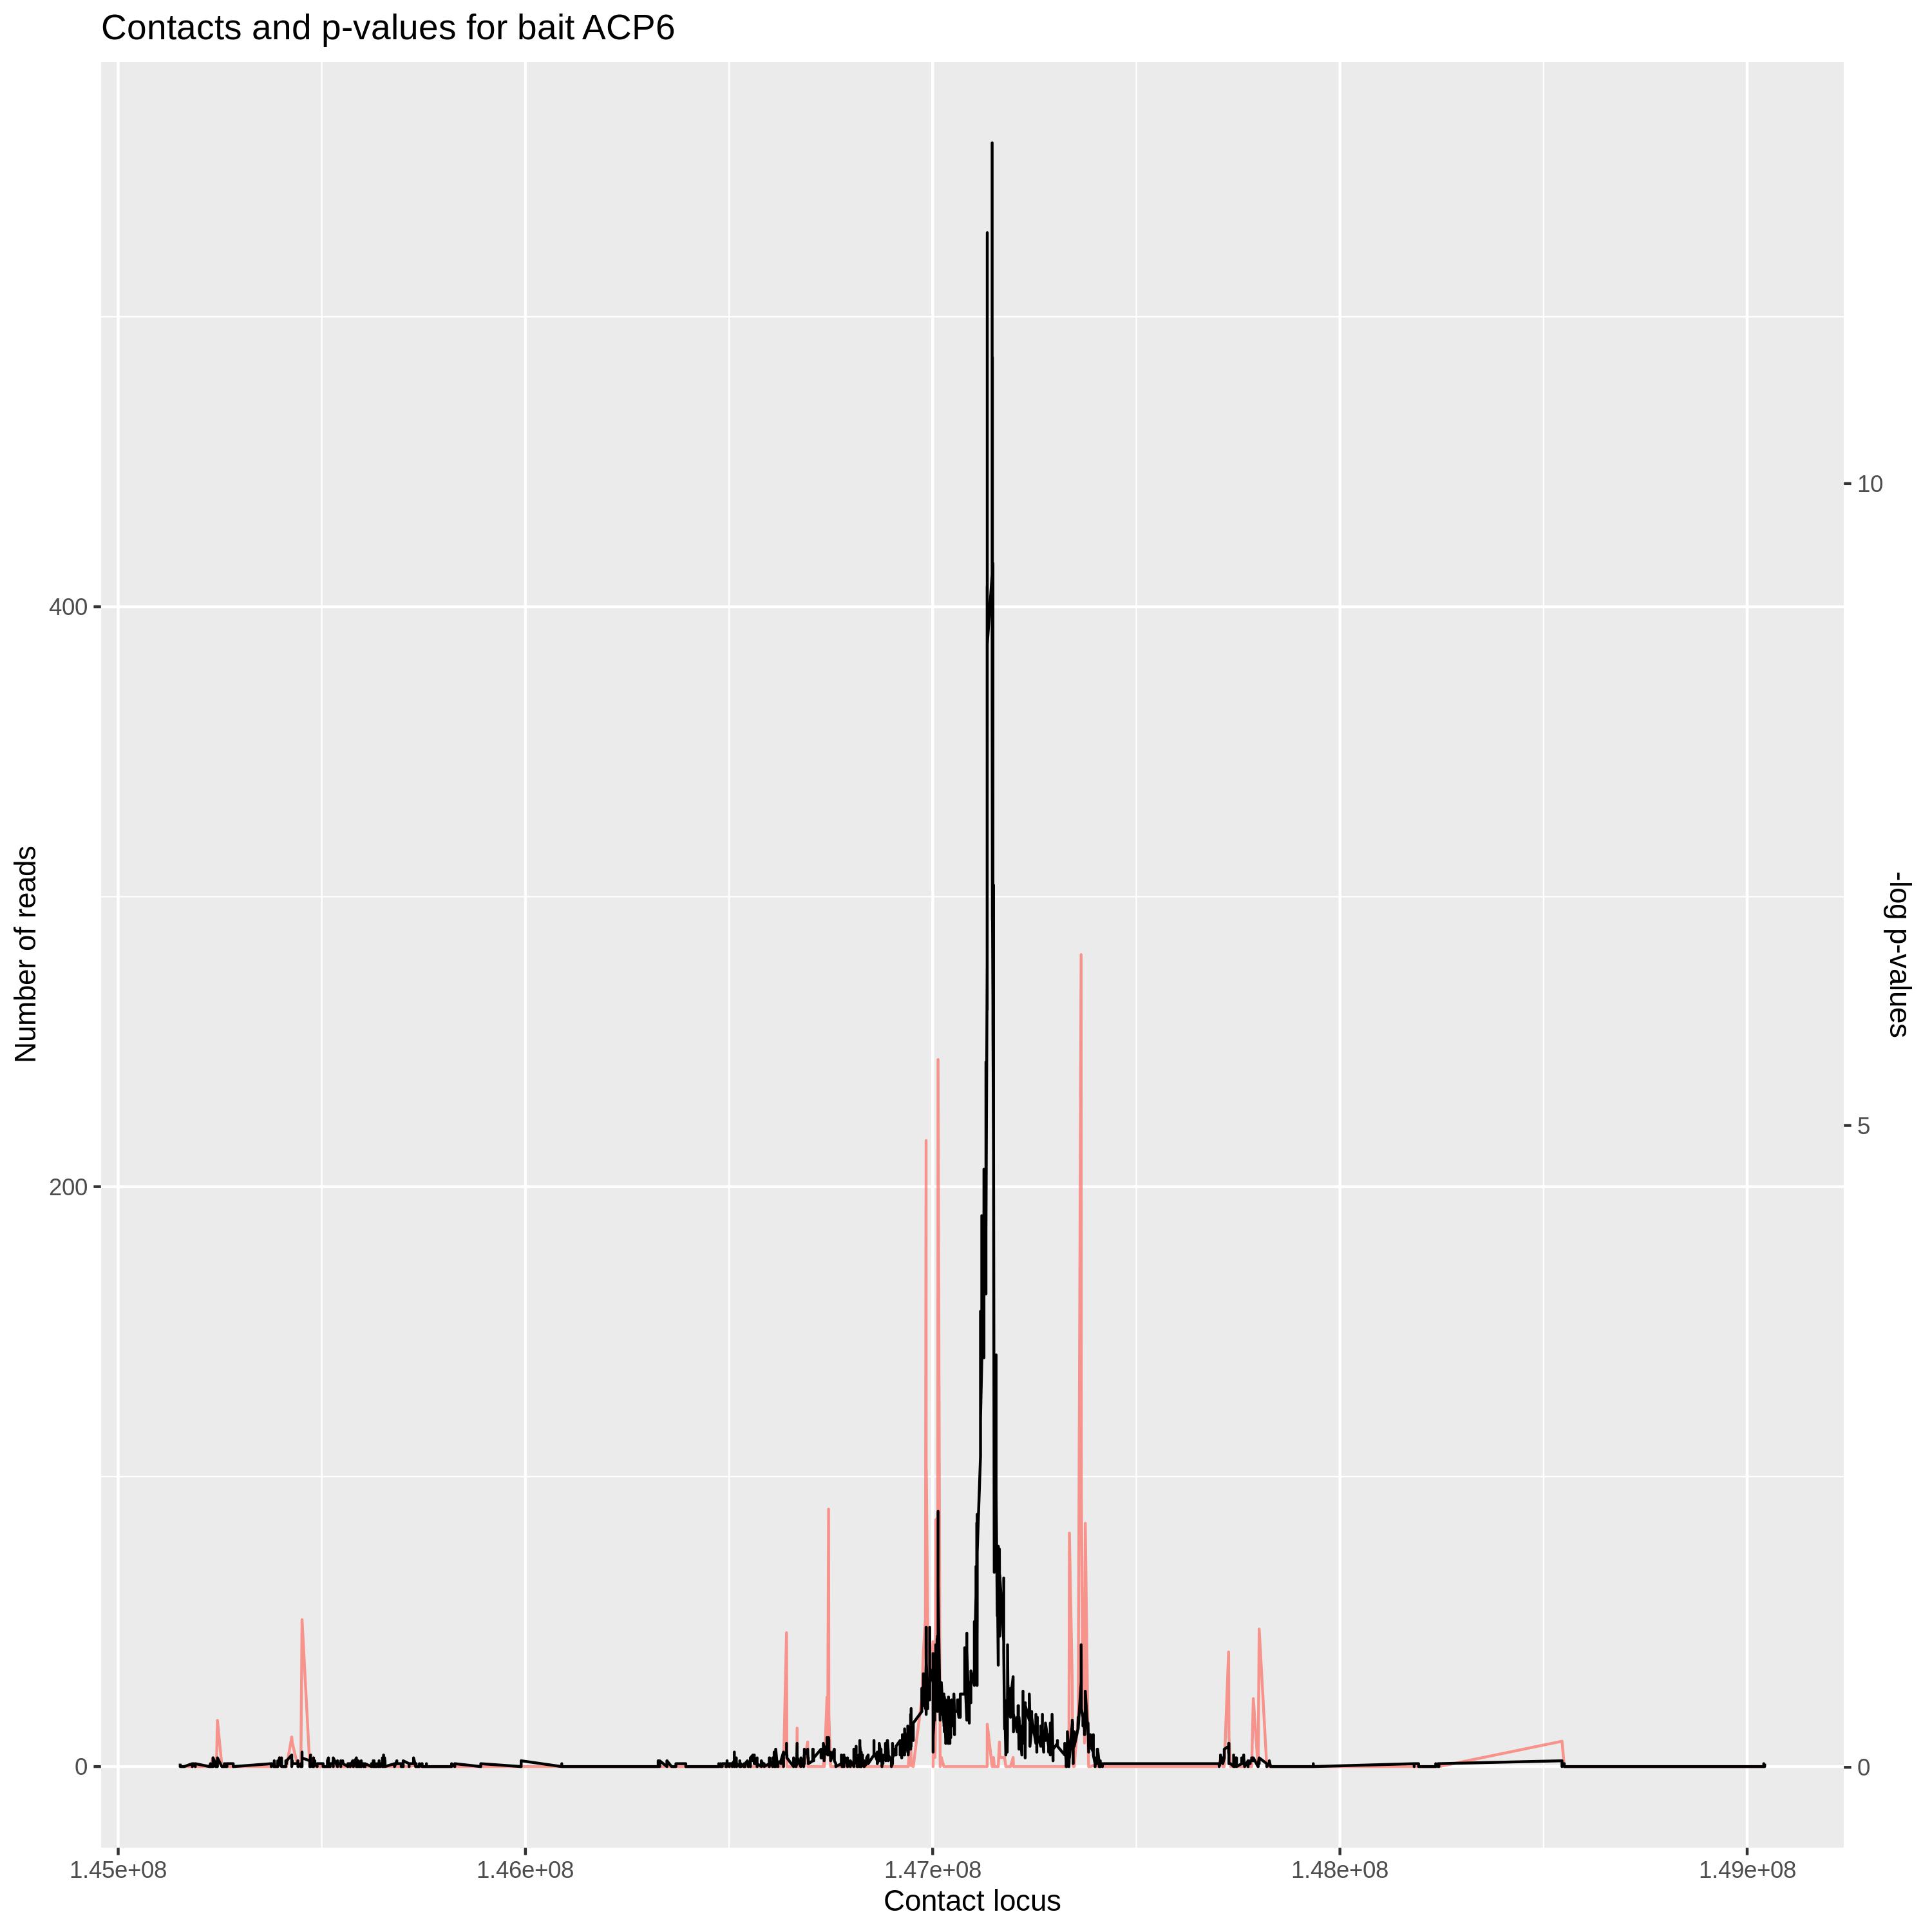 Contacts and p-values for bait ACP6
Number of reads
400
200
0
10
5
0
-log p-values
1.45e+08
1.46e+08
1.47e+08
1.48e+08
1.49e+08
Contact locus